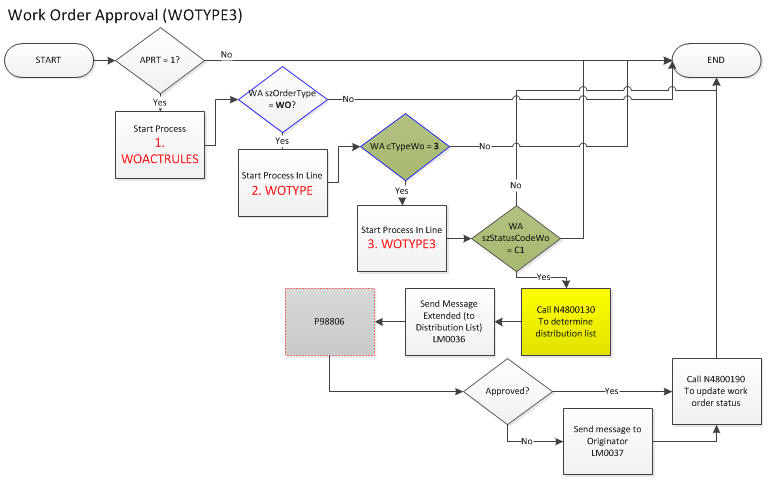 Work Order Approval (WOTYPE3)
START
APRT = 1?
No
END
Yes
WA szOrderType
= WO?
No
Start Process
1.
WOACTRULES
Yes
WA cTypeWo = 3
No
Start Process In Line
2. WOTYPE
Yes
No
Start Process In Line
3. WOTYPE3
WA
szStatusCodeWo
= C1
Yes
P98806
Send Message
Extended (to
Distribution List)
LM0036
Call N4800130
To determine
distribution list
Approved?
Yes
Call N4800190
To update work
order status
No
Send message to
Originator
LM0037